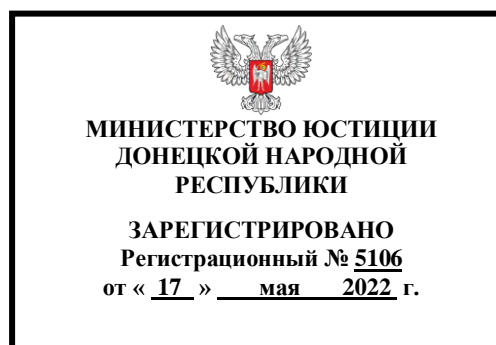 МИНИСТЕРСТВО ЮСТИЦИИ
ДОНЕЦКОЙ НАРОДНОЙ
РЕСПУБЛИКИ
ЗАРЕГИСТРИРОВАНО
Регистрационный № 5106
от « 17 » мая 2022 г.